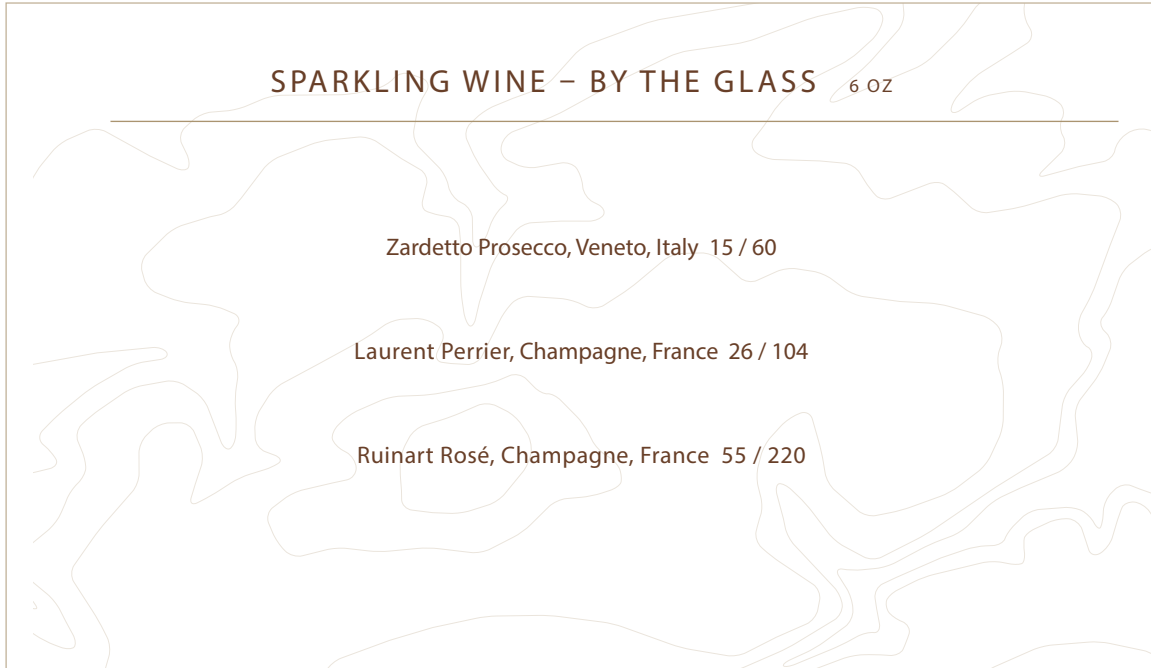 SPARKLING WINE – BY THE GLASS 6 OZ
Zardetto Prosecco, Veneto, Italy 15 / 60
Laurent Perrier, Champagne, France 26 / 104
Ruinart Rosé, Champagne, France 55 / 220